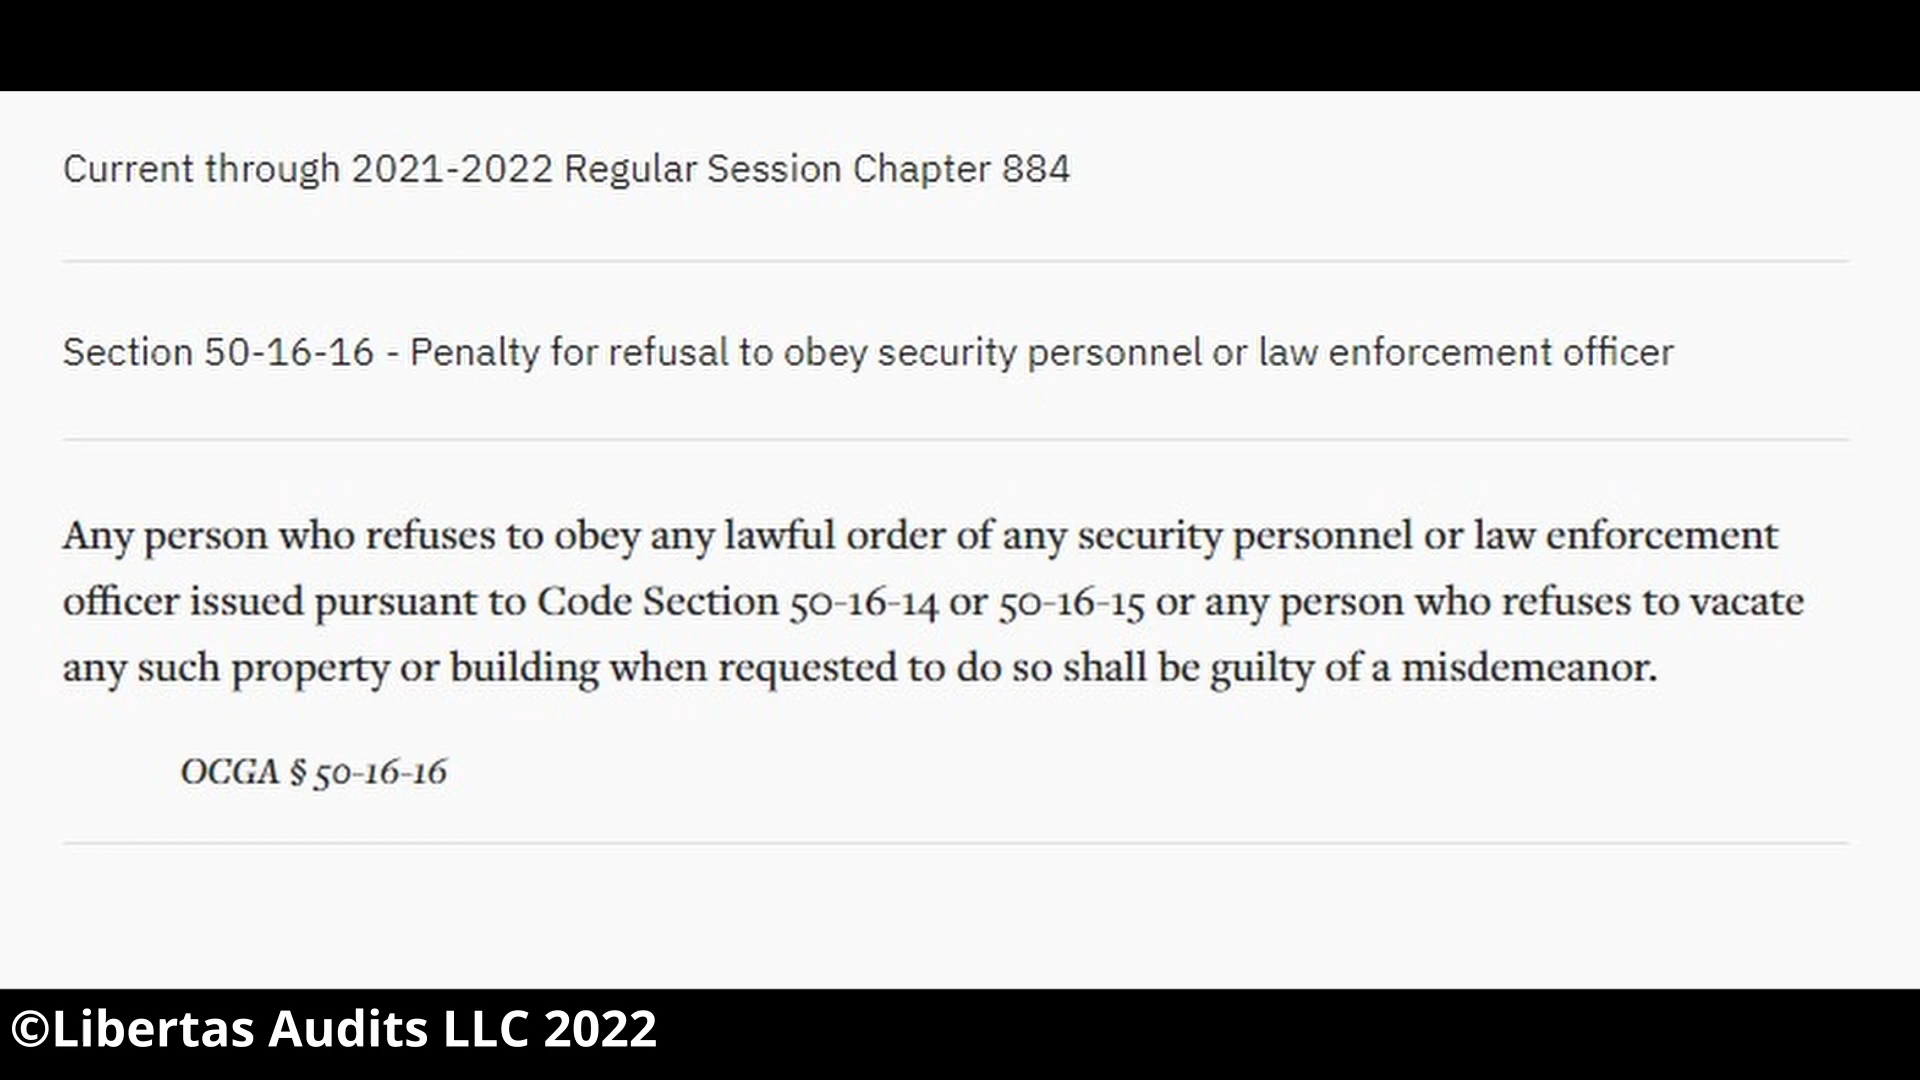 Current through 2021-2022 Regular Session Chapter 884
Section 50-16-16 - Penalty for refusal to obey security personnel or law enforcement officer
Any person who refuses to obey any lawful order of any security personnel or law enforcement
officer issued pursuant to Code Section 50-16-14 or 50-16-15 or any person who refuses to vacate
any such property or building when requested to do so shall be guilty of a misdemeanor.
OCGA § 50-16-16
©Libertas Audits LLC 2022